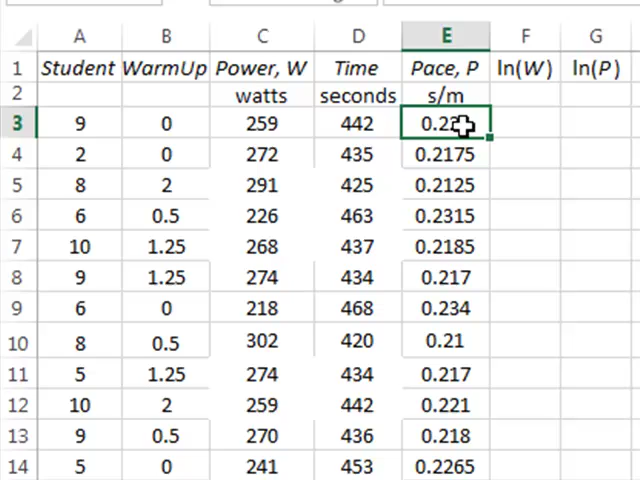 A B C D E F G
1 Student WarmUp Power, W Time Pace, P ln(W) ln(P)
2 watts seconds s/m
3 9 0 259 442
4 2 0 272 435 0.2175
5 8 2 291 425 0.2125
6 6 0.5 226 463 0.2315
7 10 1.25 268 437 0.2185
8 9 1.25 274 434 0.217
9 6 0 218 468 0.234
10 8 0.5 302 420 0.21
11 5 1.25 274 434 0.217
12 10 2 259 442 0.221
13 9 0.5 270 436 0.218
14 5 0 241 453 0.2265